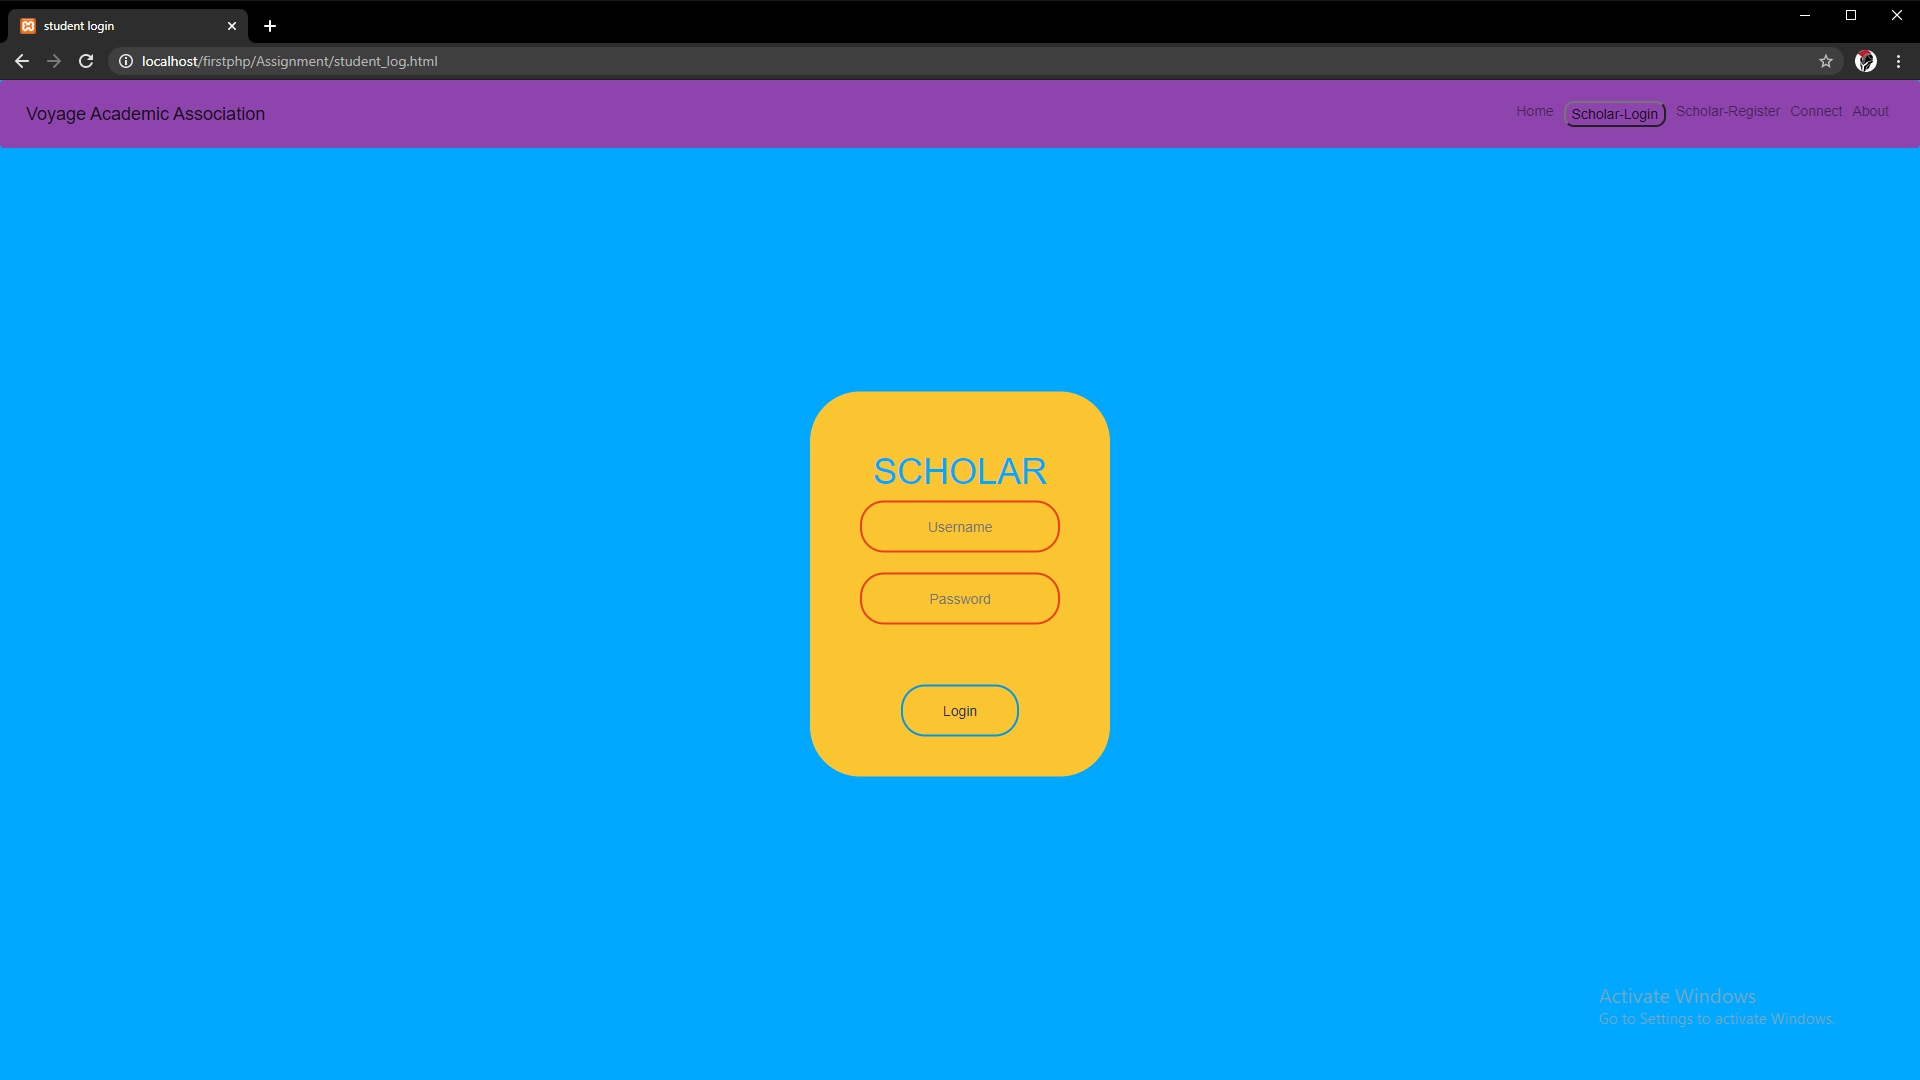 student login
localhost/firstphp/Assignment/student_log.html
Voyage Academic Association
Home Scholar-Login Scholar-Register Connect About
SCHOLAR
Username
Password
Login
Activate Windows
Go to Settings to activate Windows.